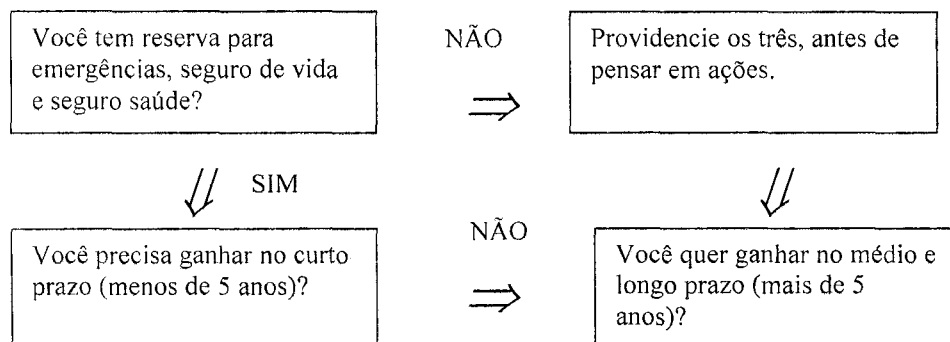 Você tem reserva para
emergências, seguro de vida
e seguro saúde?
NÃO
Providencie os três, antes de
pensar em ações.
SIM
Você precisa ganhar no curto
prazo (menos de 5 anos)?
NÃO
Você quer ganhar no médio e
longo prazo (mais de 5
anos)?